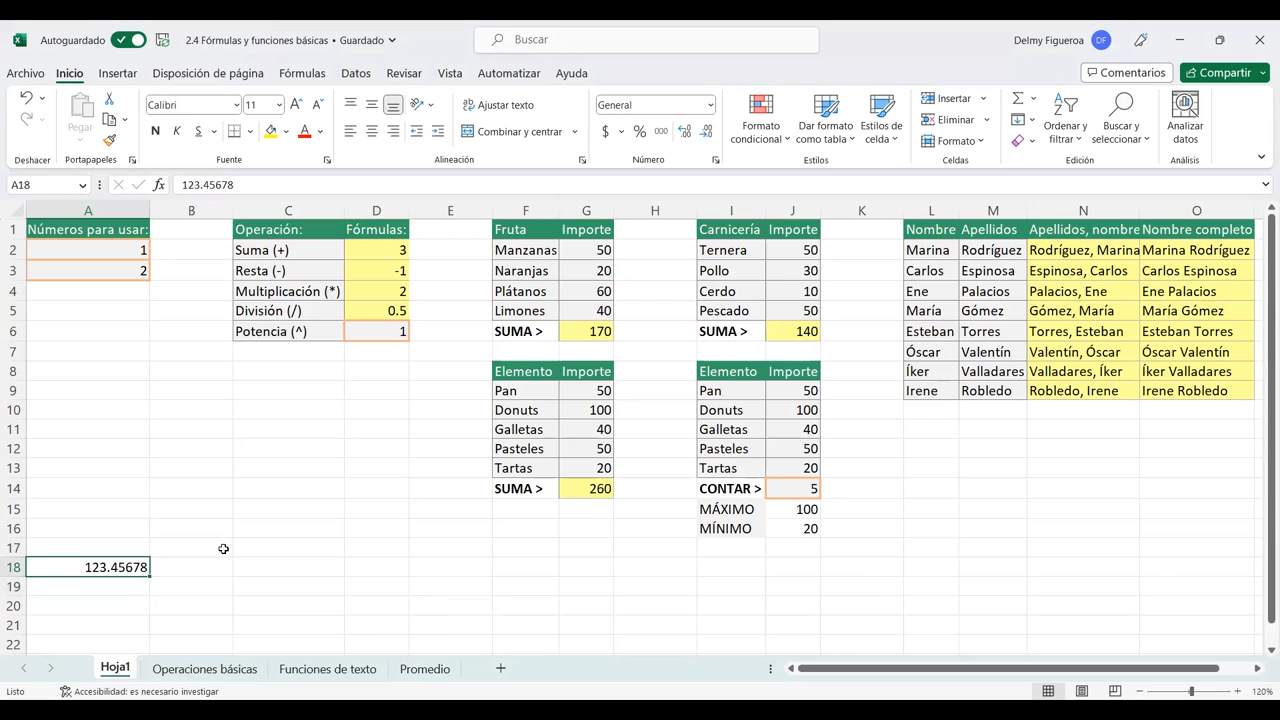 Autoguardado 2.4 Fórmulas y funciones básicas • Guardado Buscar Delmy Figueroa DF
Archivo Inicio Insertar Disposición de página Fórmulas Datos Revisar Vista Automatizar Ayuda Comentarios Compartir
Pegar Calibri 11 Ajustar texto General Insertar
N K S A Combinar y centrar $ % 000 Formato condicional Dar formato como tabla Estilos de celda Eliminar Ordenar y filtrar Buscar y seleccionar Analizar datos
Formato
Deshacer Portapapeles Fuente Alineación Número Estilos Celdas Edición Análisis
A18 fx 123.45678
A B C D E F G H I J K L M N O
1 Números para usar: Operación: Fórmulas: Fruta Importe Carnicería Importe Nombre Apellidos Apellidos, nombre Nombre completo
2 1 Suma (+) 3 Manzanas 50 Ternera 50 Marina Rodríguez Rodríguez, Marina Marina Rodríguez
3 2 Resta (-) -1 Naranjas 20 Pollo 30 Carlos Espinosa Espinosa, Carlos Carlos Espinosa
4 Multiplicación (*) 2 Plátanos 60 Cerdo 10 Ene Palacios Palacios, Ene Ene Palacios
5 División (/) 0.5 Limones 40 Pescado 50 María Gómez Gómez, María María Gómez
6 Potencia (^) 1 SUMA > 170 SUMA > 140 Esteban Torres Torres, Esteban Esteban Torres
7 Óscar Valentín Valentín, Óscar Óscar Valentín
8 Elemento Importe Elemento Importe Íker Valladares Valladares, Íker Íker Valladares
9 Pan 50 Pan 50 Irene Robledo Robledo, Irene Irene Robledo
10 Donuts 100 Donuts 100
11 Galletas 40 Galletas 40
12 Pasteles 50 Pasteles 50
13 Tartas 20 Tartas 20
14 SUMA > 260 CONTAR > 5
15 MÁXIMO 100
16 MÍNIMO 20
17
18 123.45678
19
20
21
22
Hoja1 Operaciones básicas Funciones de texto Promedio
Listo Accesibilidad: es necesario investigar 120%